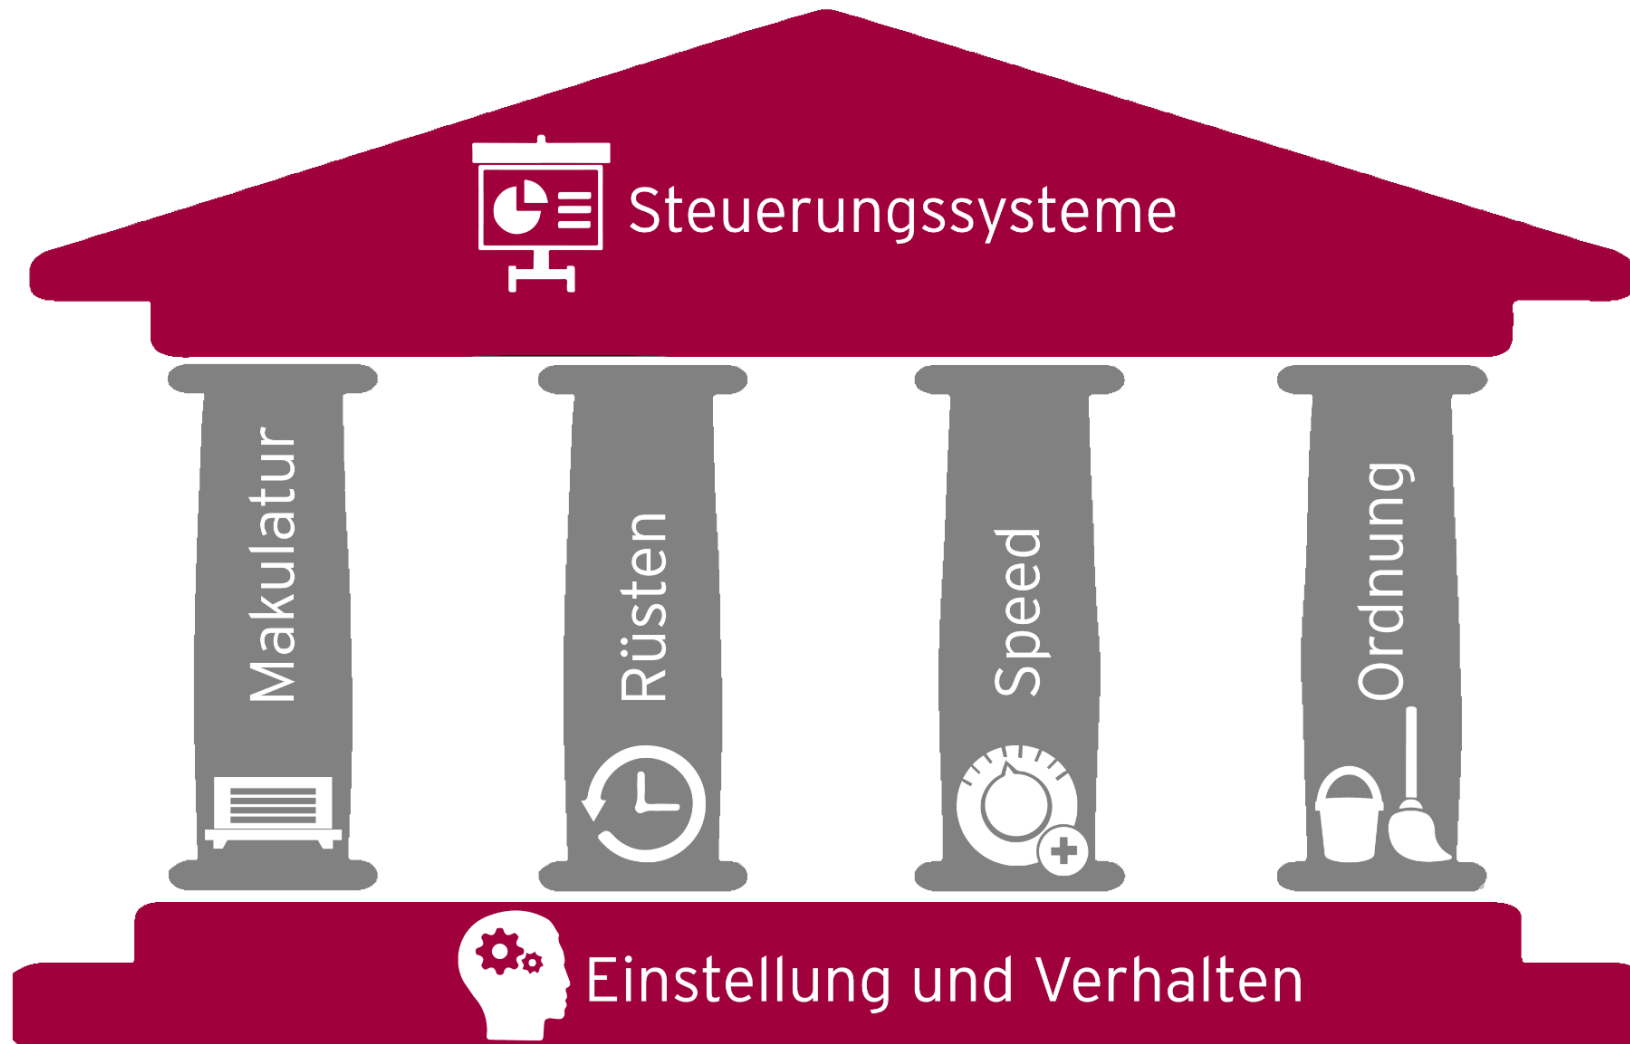 Steuerungssysteme
Makulatur
Rüsten
Speed
Ordnung
Einstellung und Verhalten